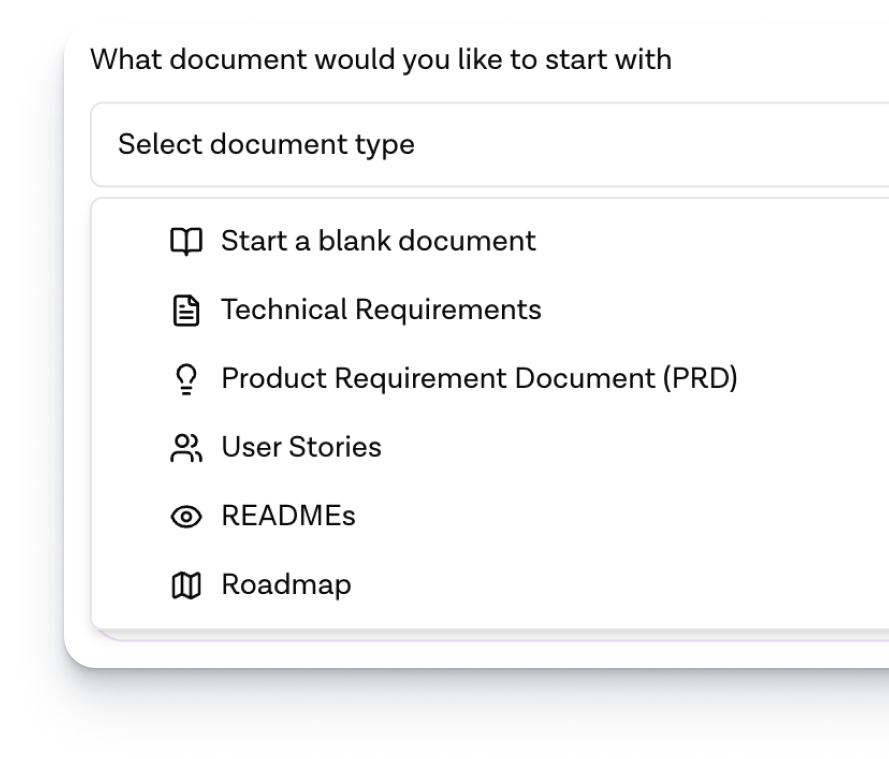 What document would you like to start with
Select document type
Start a blank document
Technical Requirements
Product Requirement Document (PRD)
User Stories
READMEs
Roadmap